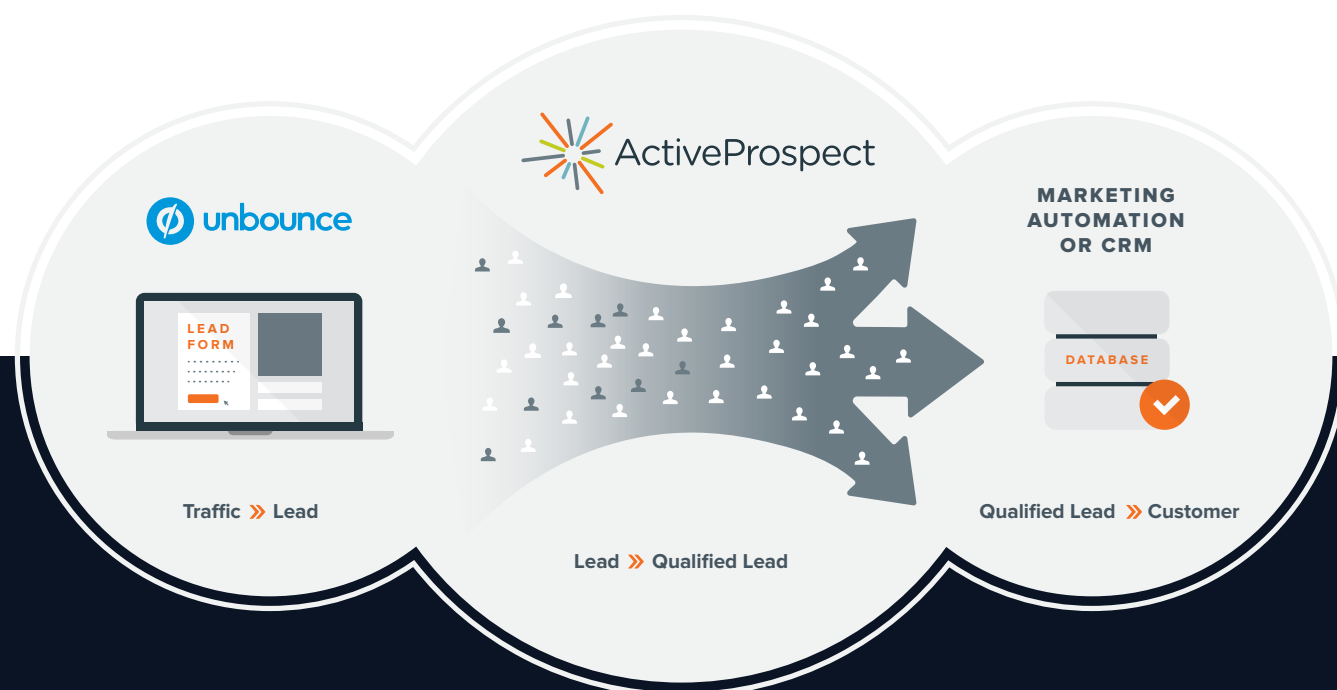 ActiveProspect
unbounce
MARKETING
AUTOMATION
OR CRM
LEAD
FORM
DATABASE
Traffic » Lead
Qualified Lead » Customer
Lead » Qualified Lead